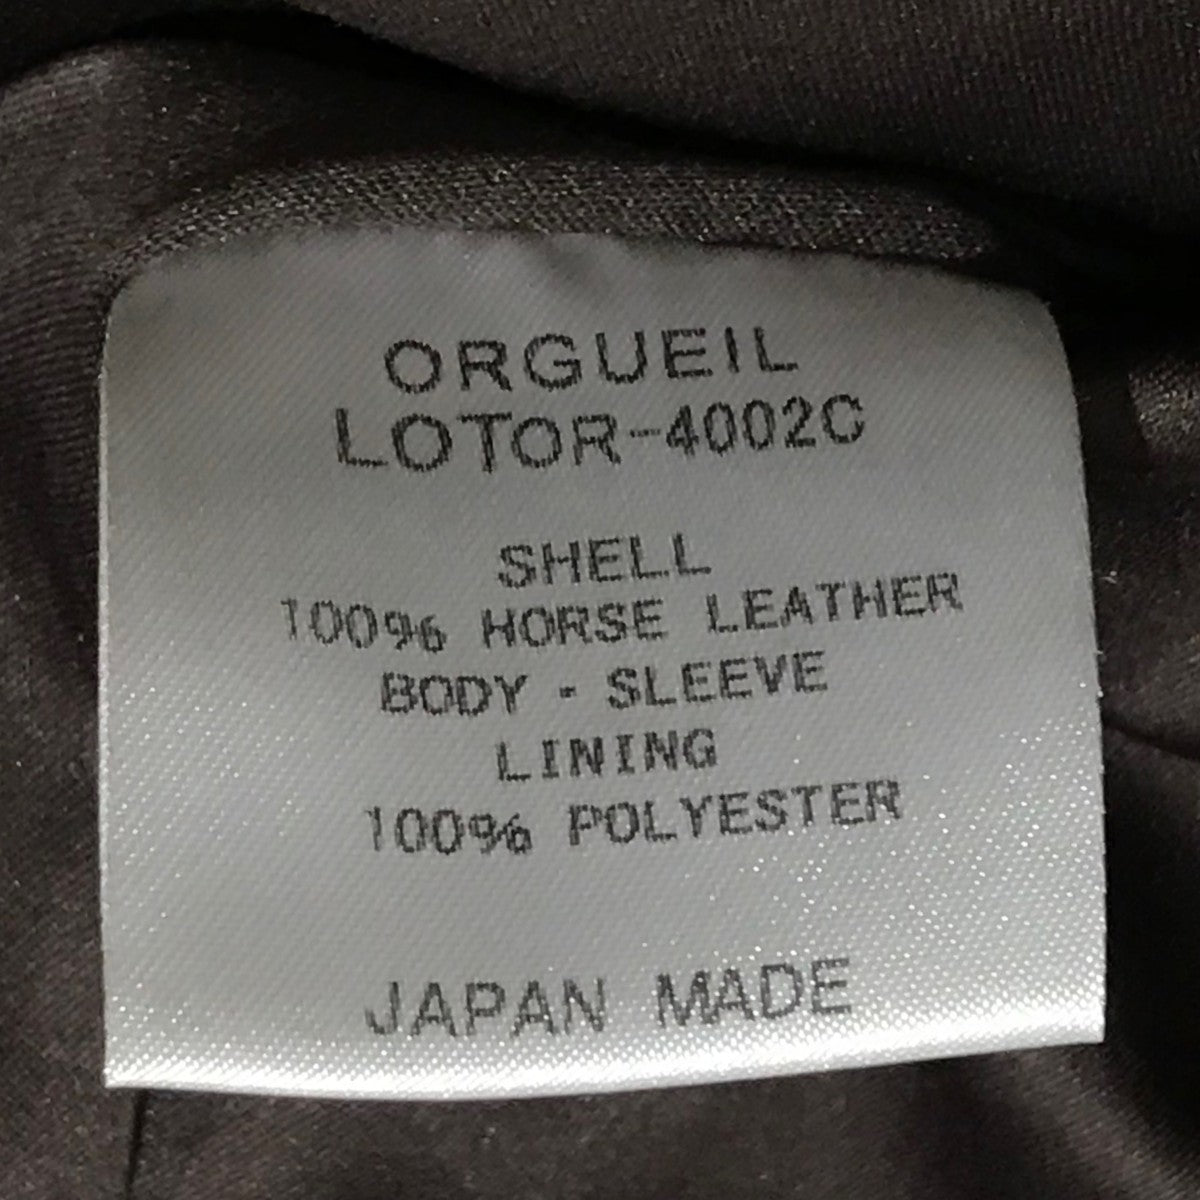 ORGUEIL
LOTOR-4002C
SHELL
100% HORSE LEATHER
BODY - SLEEVE
LINING
100% POLYESTER
JAPAN MADE